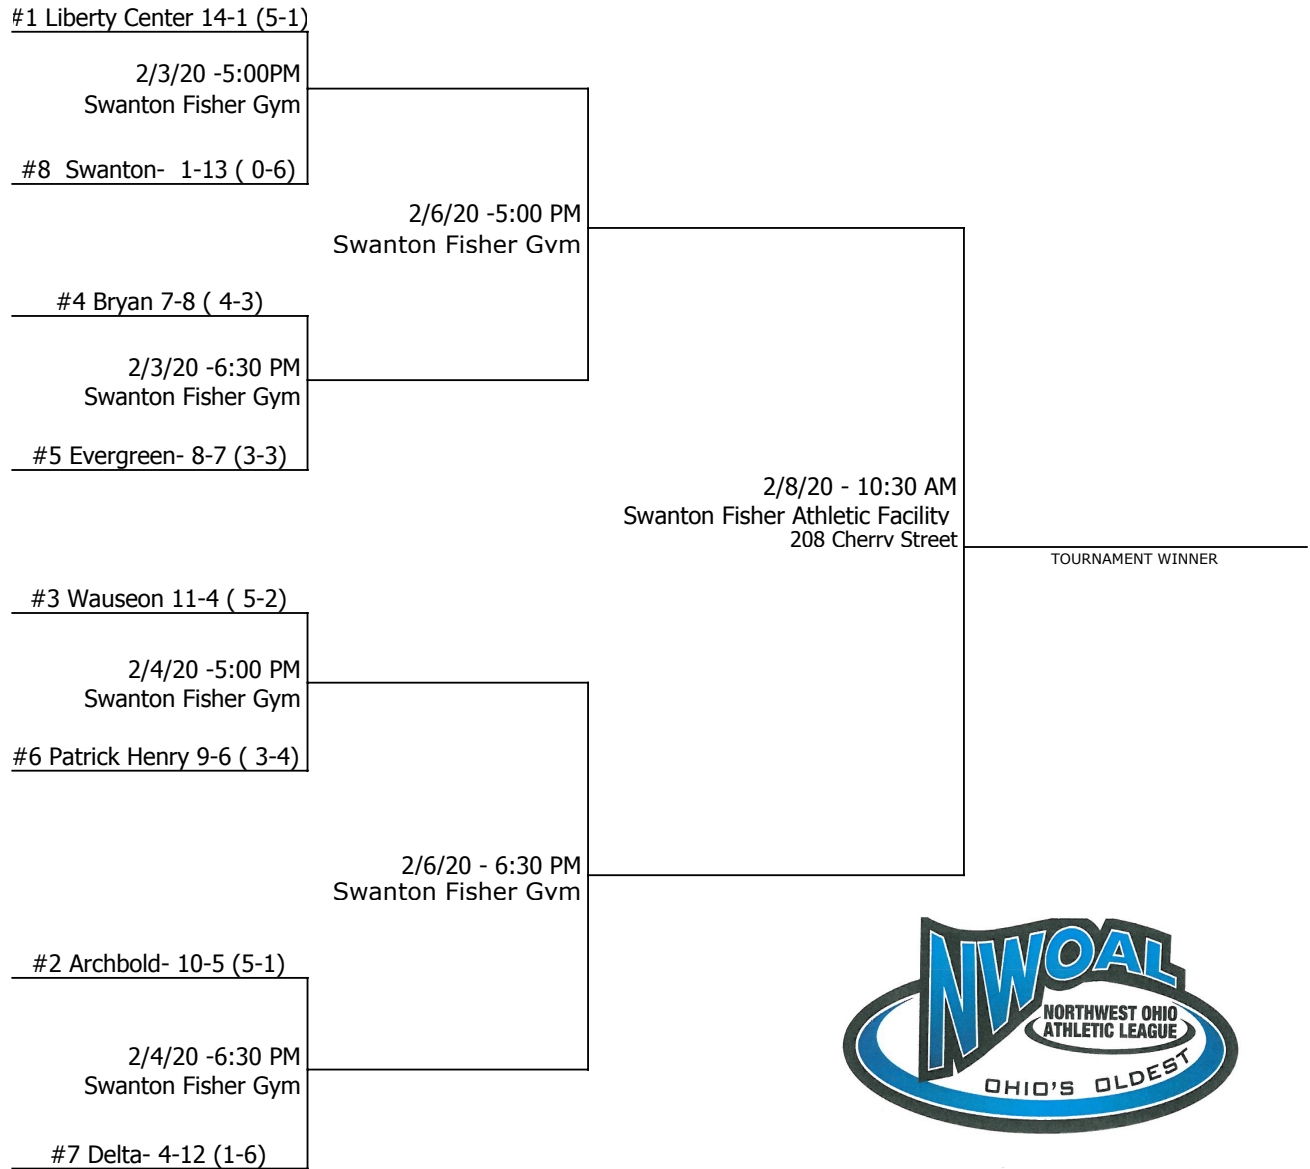 #1 Liberty Center 14-1 (5-1)
2/3/20 -5:00PM
Swanton Fisher Gym
#8  Swanton-  1-13 ( 0-6)
2/6/20 -5:00 PM
Swanton Fisher Gym
#4 Bryan 7-8 ( 4-3)
2/3/20 -6:30 PM
Swanton Fisher Gym
#5 Evergreen- 8-7 (3-3)
2/8/20 - 10:30 AM
Swanton Fisher Athletic Facility
208 Cherry Street
TOURNAMENT WINNER
#3 Wauseon 11-4 ( 5-2)
2/4/20 -5:00 PM
Swanton Fisher Gym
#6 Patrick Henry 9-6 ( 3-4)
2/6/20 - 6:30 PM
Swanton Fisher Gym
#2 Archbold- 10-5 (5-1)
2/4/20 -6:30 PM
Swanton Fisher Gym
#7 Delta- 4-12 (1-6)
NWOAL
NORTHWEST OHIO
ATHLETIC LEAGUE
OHIO'S OLDEST